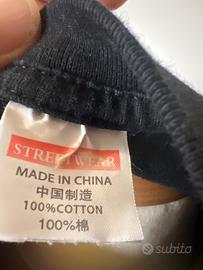 STREETWEAR
MADE IN CHINA
中国制造
100%COTTON
100%棉
subito